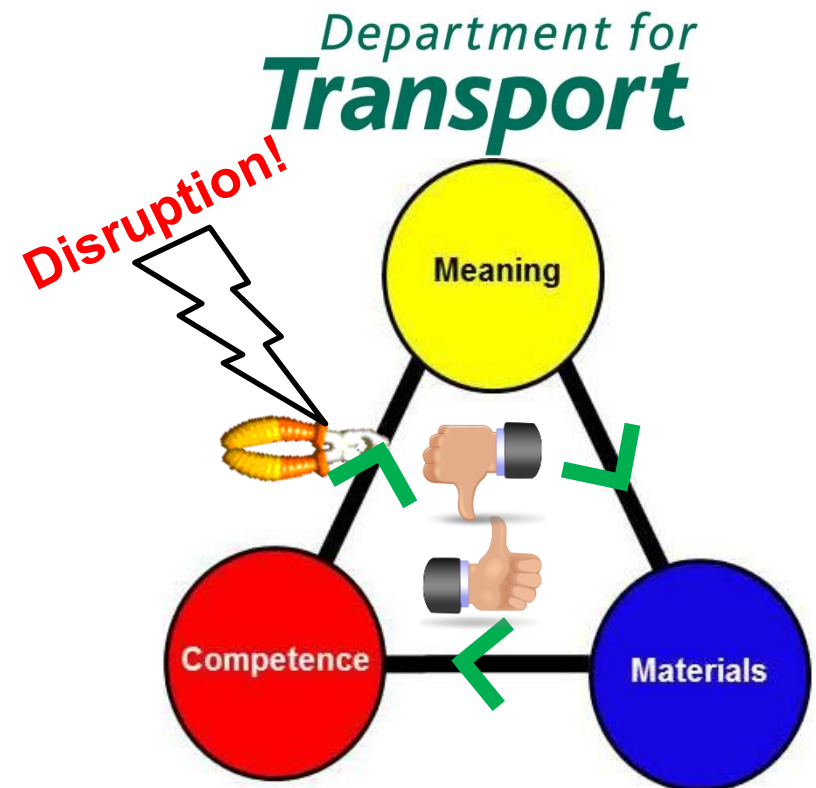 Department for
Transport
Disruption!
Meaning
Competence
Materials